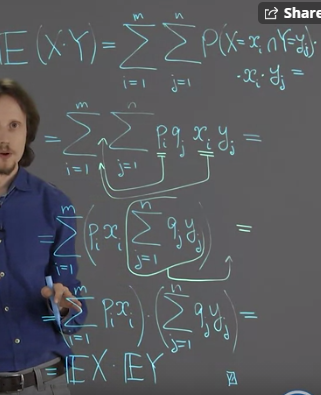 Share
E(X·Y) = ∑_{i=1}^{m} ∑_{j=1}^{n} P(X=x_i ∩ Y=y_j)·
·x_i·y_j =
= ∑_{i=1}^{m} ∑_{j=1}^{n} p_i q_j x_i y_j =
= ∑_{i=1}^{m} (p_i x_i ∑_{j=1}^{n} q_j y_j) =
= (∑_{i=1}^{m} p_i x_i)·(∑_{j=1}^{n} q_j y_j) =
= EX·EY